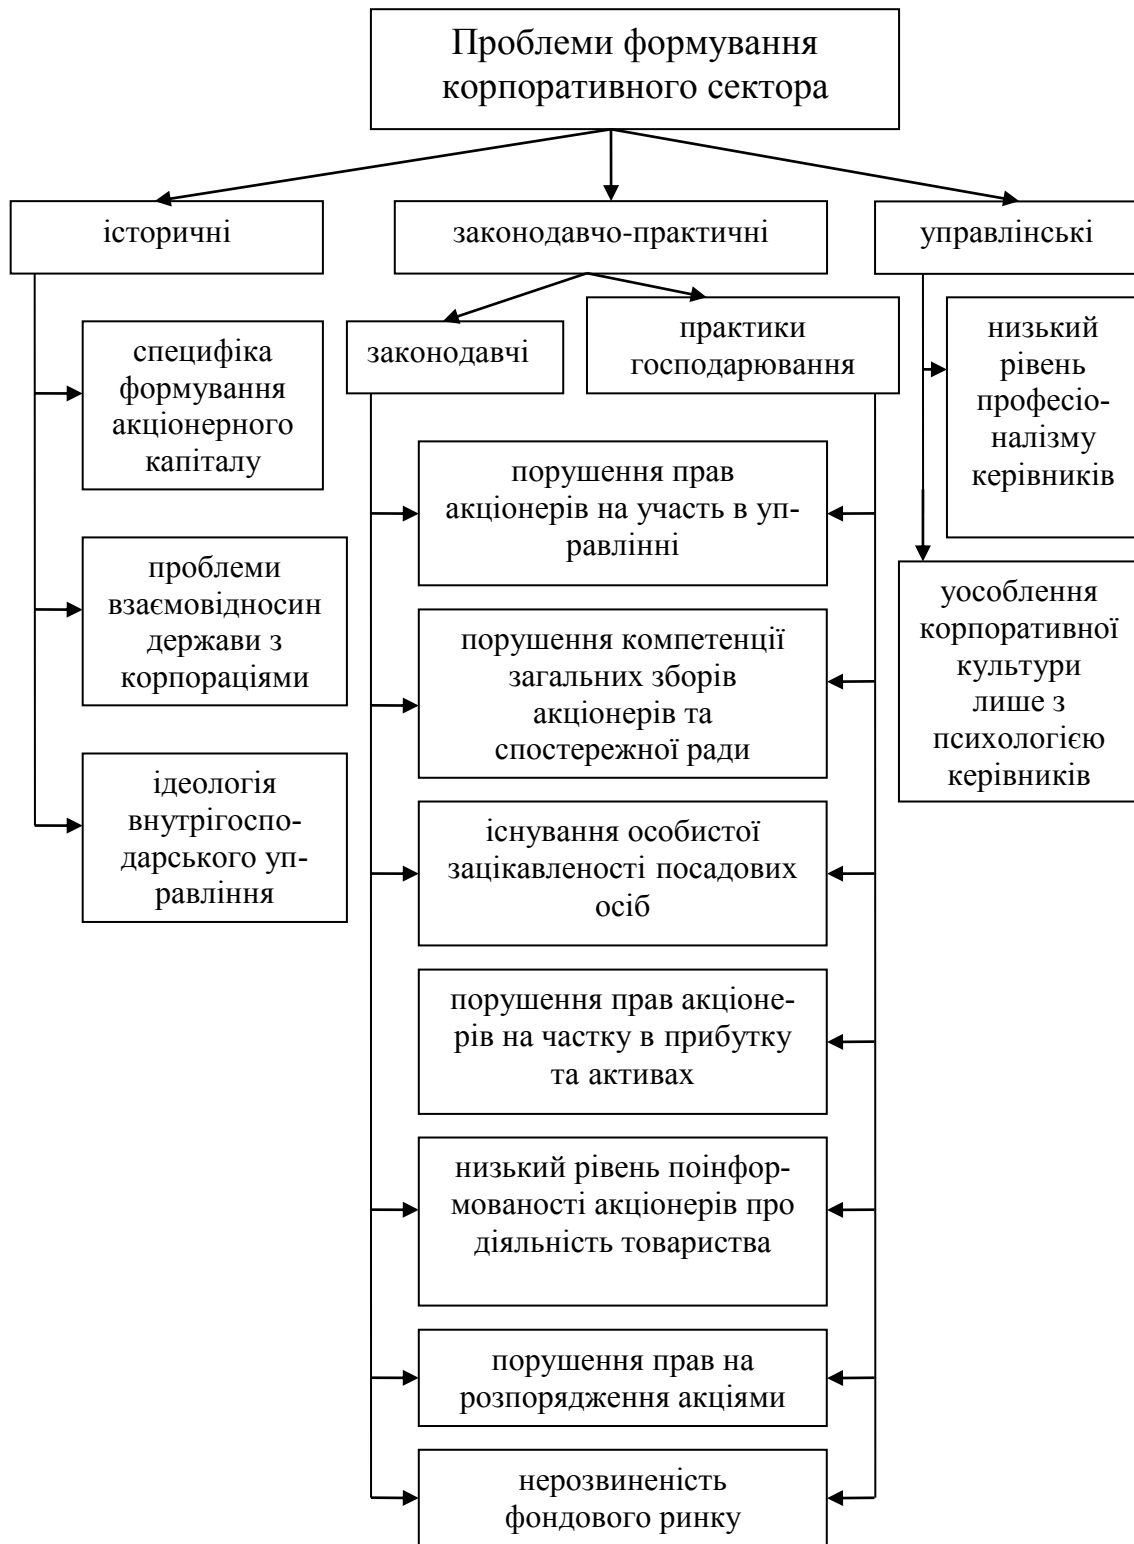 Проблеми формування
корпоративного сектора
історичні
законодавчо-практичні
управлінські
специфіка
формування
акціонерного
капіталу
проблеми
взаємовідносин
держави з
корпораціями
ідеологія
внутрігоспо-
дарського уп-
равління
законодавчі
практики
господарювання
порушення прав
акціонерів на участь в уп-
равлінні
порушення компетенції
загальних зборів
акціонерів та
спостережної ради
існування особистої
зацікавленості посадових
осіб
порушення прав акціоне-
рів на частку в прибутку
та активах
низький рівень поінфор-
мованості акціонерів про
діяльність товариства
порушення прав на
розпорядження акціями
нерозвиненість
фондового ринку
низький
рівень
професіо-
налізму
керівників
уособлення
корпоративної
культури
лише з
психологією
керівників